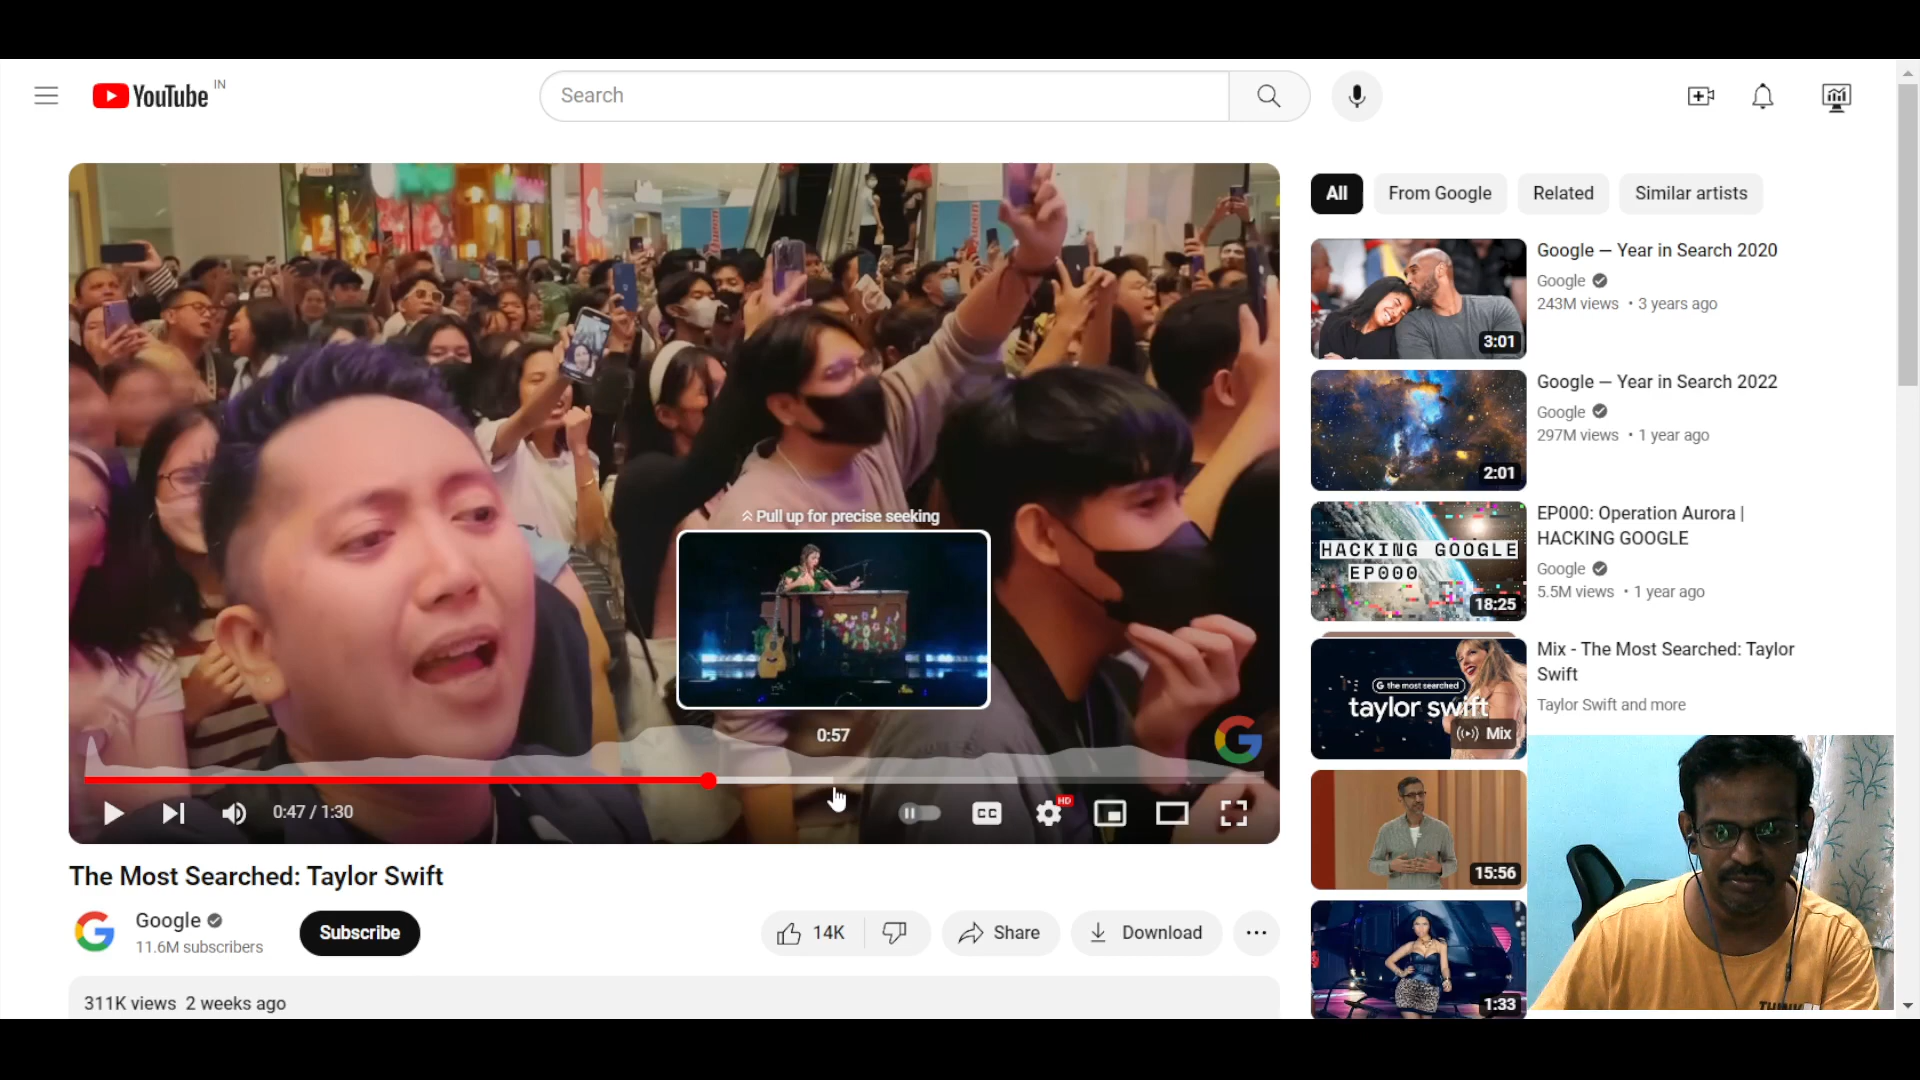 YouTube IN
Search
All
From Google
Related
Similar artists
Pull up for precise seeking
0:57
0:47 / 1:30
CC
HD
The Most Searched: Taylor Swift
Google
11.6M subscribers
Subscribe
14K
Share
Download
311K views 2 weeks ago
3:01
Google — Year in Search 2020
Google
243M views • 3 years ago
2:01
Google — Year in Search 2022
Google
297M views • 1 year ago
HACKING GOOGLE
EP000
18:25
EP000: Operation Aurora |
HACKING GOOGLE
Google
5.5M views • 1 year ago
G the most searched
taylor swift
Mix
Mix - The Most Searched: Taylor
Swift
Taylor Swift and more
15:56
1:33